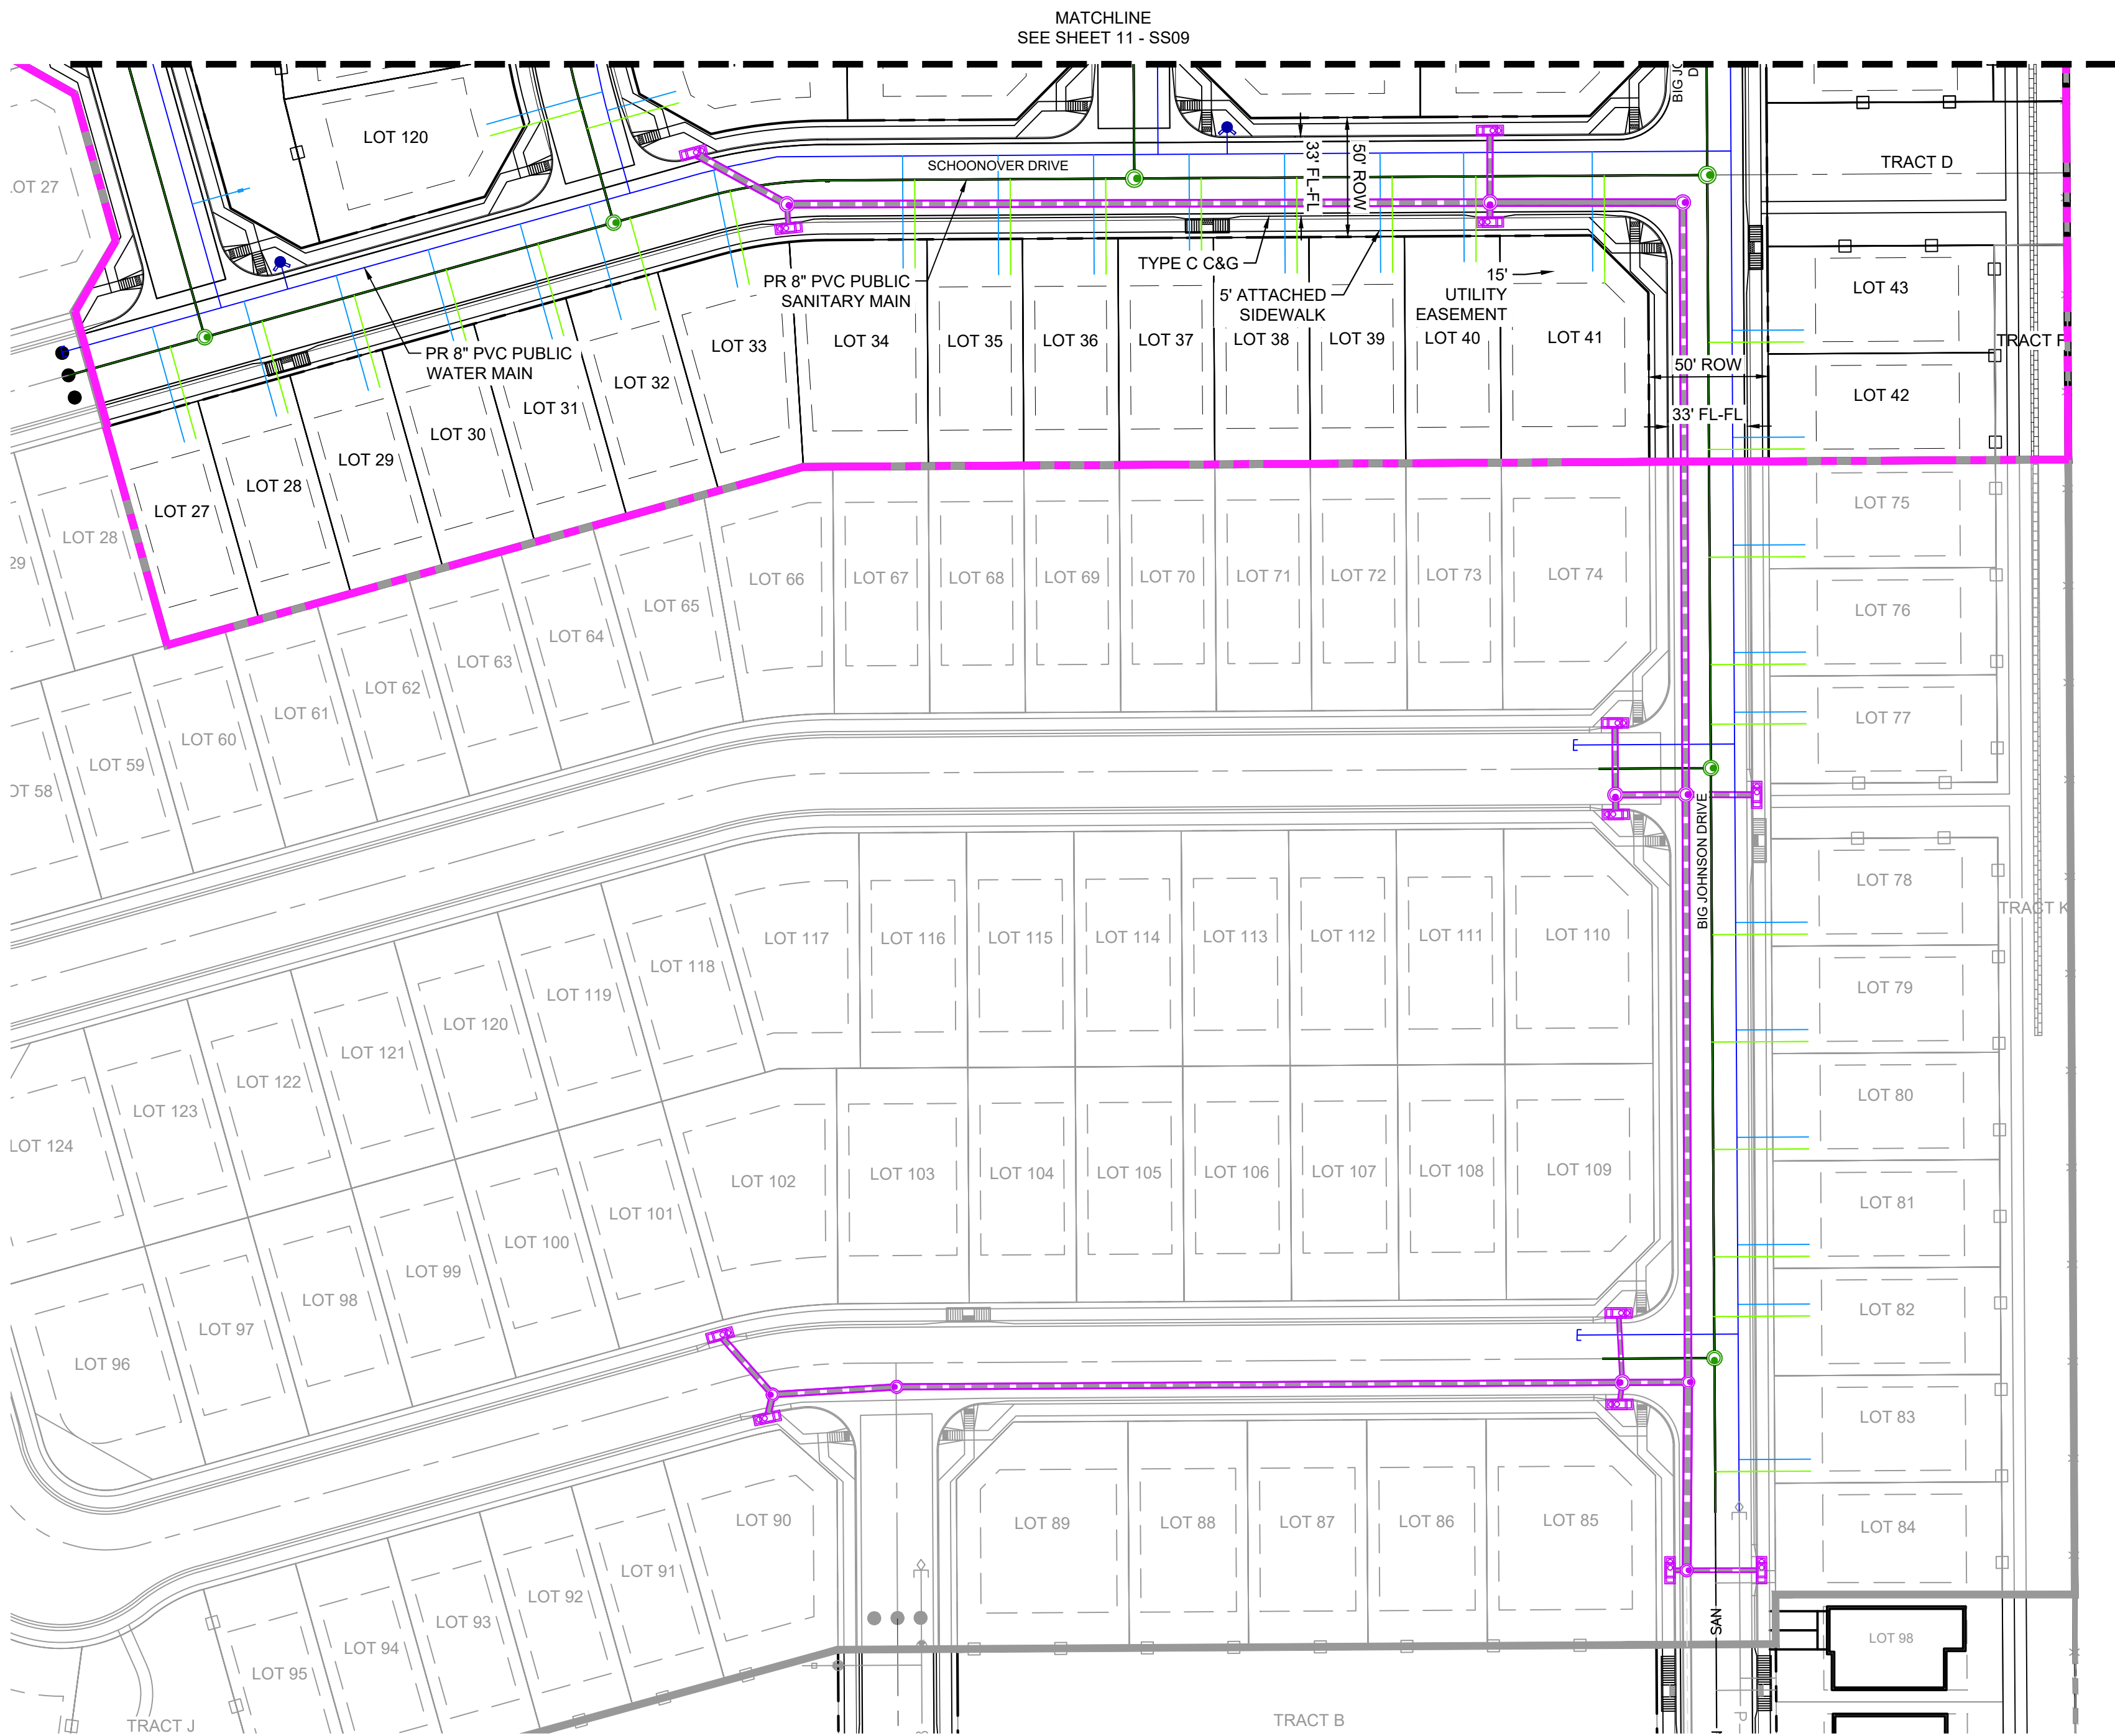 MATCHLINE
SEE SHEET 11 - SS09
BIG JO
D
LOT 120
LOT 27
SCHOONOVER DRIVE
33' FL-FL
50' ROW
TRACT D
TYPE C C&G
PR 8" PVC PUBLIC
SANITARY MAIN
5' ATTACHED
SIDEWALK
15'
UTILITY
EASEMENT
LOT 43
TRACT F
PR 8" PVC PUBLIC
WATER MAIN
LOT 33
LOT 34
LOT 35
LOT 36
LOT 37
LOT 38
LOT 39
LOT 40
LOT 41
50' ROW
LOT 42
33' FL-FL
LOT 32
LOT 31
LOT 30
LOT 29
LOT 28
LOT 27
LOT 28
29
LOT 75
LOT 66
LOT 67
LOT 68
LOT 69
LOT 70
LOT 71
LOT 72
LOT 73
LOT 74
LOT 76
LOT 65
LOT 64
LOT 63
LOT 62
LOT 61
LOT 60
LOT 59
OT 58
LOT 77
BIG JOHNSON DRIVE
LOT 78
TRACT K
LOT 117
LOT 116
LOT 115
LOT 114
LOT 113
LOT 112
LOT 111
LOT 110
LOT 118
LOT 119
LOT 120
LOT 121
LOT 122
LOT 123
LOT 124
LOT 79
LOT 80
LOT 102
LOT 103
LOT 104
LOT 105
LOT 106
LOT 107
LOT 108
LOT 109
LOT 81
LOT 101
LOT 100
LOT 99
LOT 98
LOT 97
LOT 96
LOT 82
LOT 83
LOT 90
LOT 89
LOT 88
LOT 87
LOT 86
LOT 85
LOT 84
LOT 91
LOT 92
LOT 93
LOT 94
LOT 95
SAN
LOT 98
TRACT J
TRACT B
P